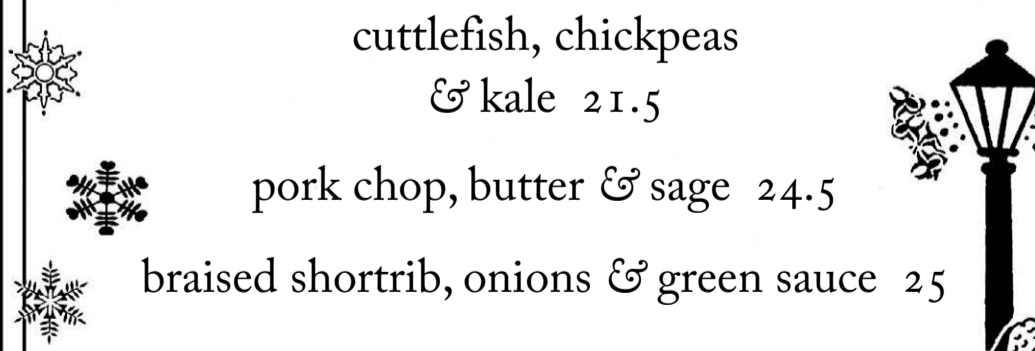 cuttlefish, chickpeas
& kale 21.5
pork chop, butter & sage 24.5
braised shortrib, onions & green sauce 25